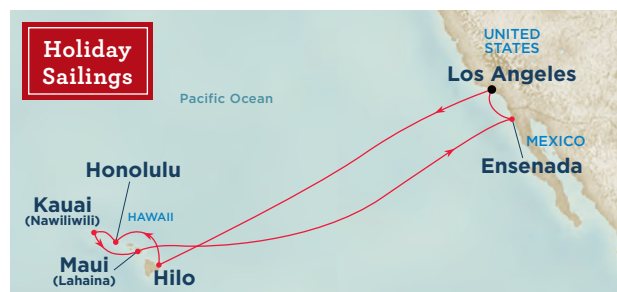 Holiday
Sailings
UNITED
STATES
Los Angeles
Pacific Ocean
MEXICO
Ensenada
Honolulu
Kauai
(Nawiliwili)
HAWAII
Maui
(Lahaina)
Hilo